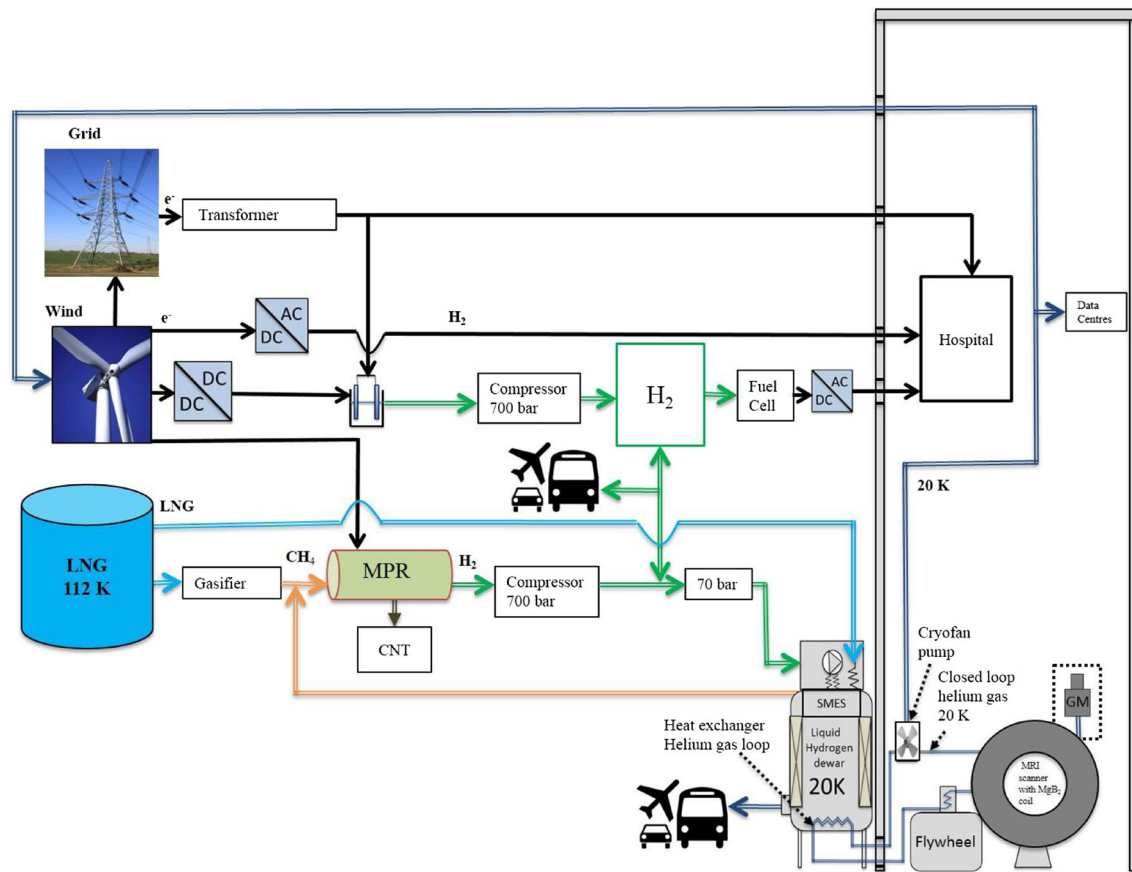 Grid
e-
Transformer
Wind
e-
AC
DC
H2
DC
DC
Compressor
700 bar
H2
Fuel
Cell
AC
DC
Hospital
Data
Centres
20 K
LNG
LNG
112 K
Gasifier
CH4
MPR
H2
Compressor
700 bar
70 bar
CNT
Cryofan
pump
Closed loop
helium gas
20 K
GM
SMES
Heat exchanger
Helium gas loop
Liquid
Hydrogen
dewar
20K
MRI
scanner
with MgB2
coil
Flywheel